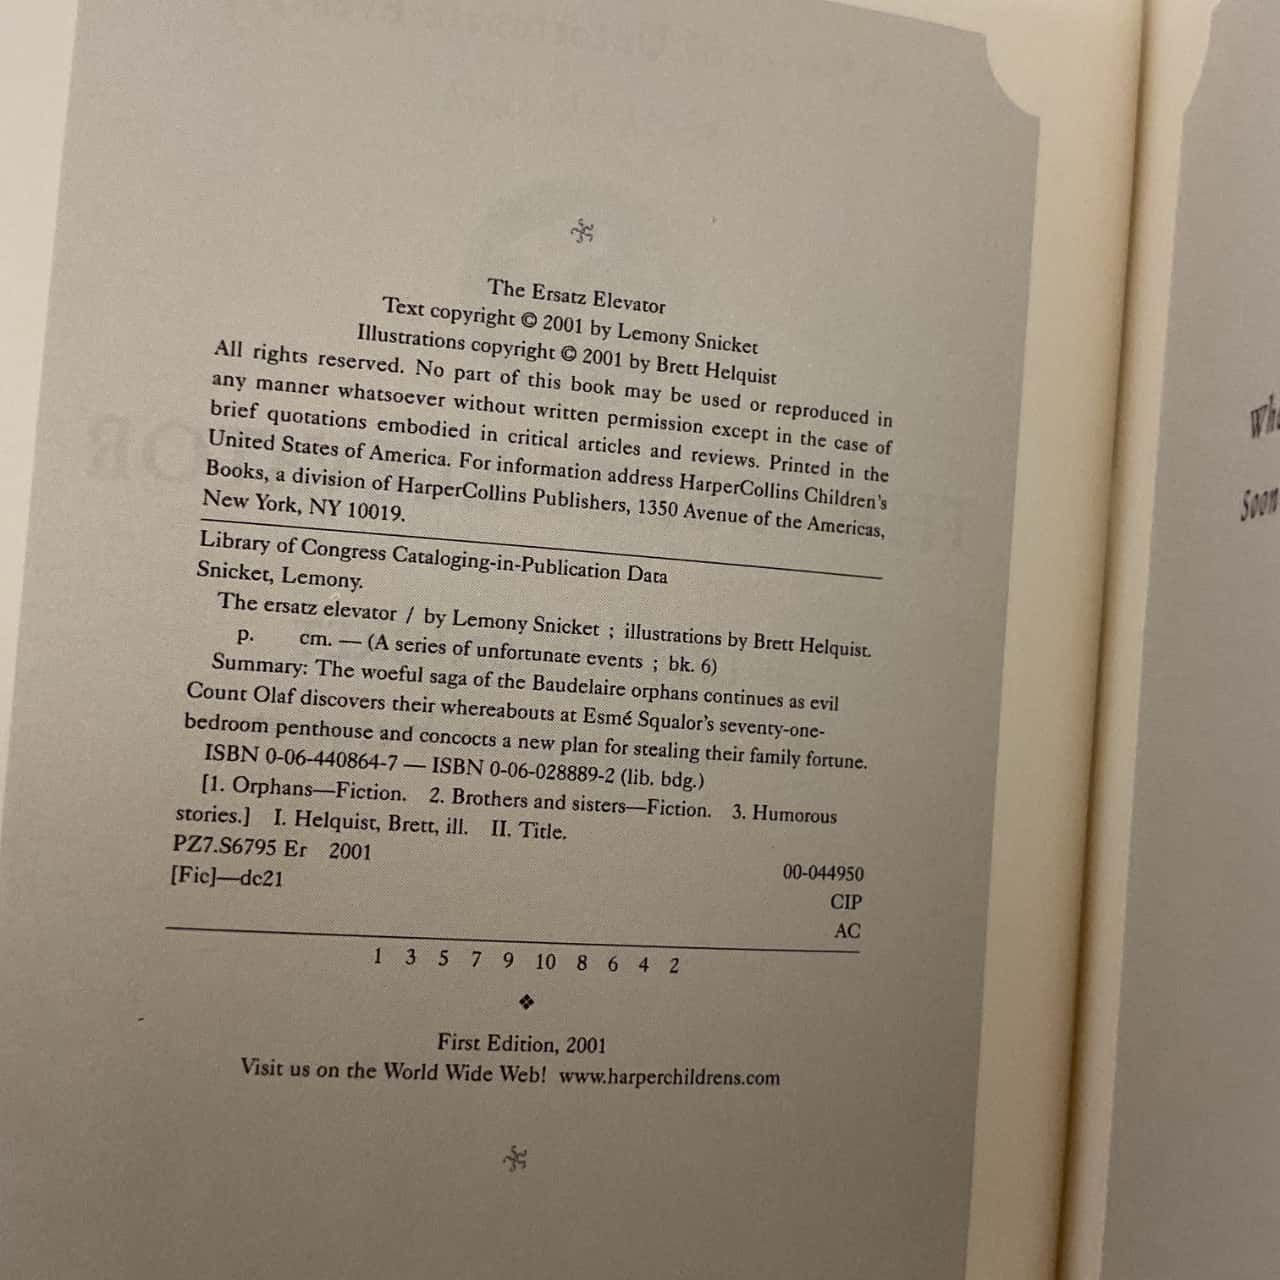 The Ersatz Elevator
Text copyright © 2001 by Lemony Snicket
Illustrations copyright © 2001 by Brett Helquist
All rights reserved. No part of this book may be used or reproduced in
any manner whatsoever without written permission except in the case of
brief quotations embodied in critical articles and reviews. Printed in the
United States of America. For information address HarperCollins Children's
Books, a division of HarperCollins Publishers, 1350 Avenue of the Americas,
New York, NY 10019.
Library of Congress Cataloging-in-Publication Data
Snicket, Lemony.
The ersatz elevator / by Lemony Snicket ; illustrations by Brett Helquist.
p. cm. — (A series of unfortunate events ; bk. 6)
Summary: The woeful saga of the Baudelaire orphans continues as evil
Count Olaf discovers their whereabouts at Esmé Squalor's seventy-one-
bedroom penthouse and concocts a new plan for stealing their family fortune.
ISBN 0-06-440864-7 — ISBN 0-06-028889-2 (lib. bdg.)
[1. Orphans—Fiction. 2. Brothers and sisters—Fiction. 3. Humorous
stories.] I. Helquist, Brett, ill. II. Title.
PZ7.S6795 Er 2001
00-044950
[Fic]—dc21
CIP
AC
1 3 5 7 9 10 8 6 4 2
First Edition, 2001
Visit us on the World Wide Web! www.harperchildrens.com
Soon